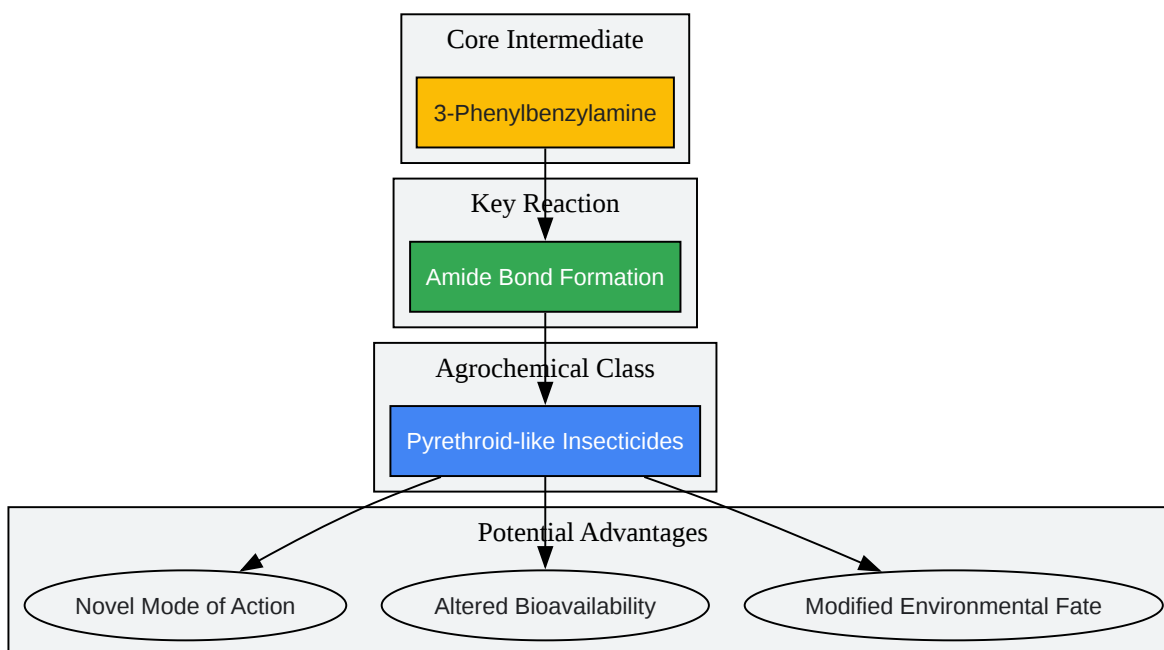 Core Intermediate
3-Phenylbenzylamine
Key Reaction
Amide Bond Formation
Agrochemical Class
Pyrethroid-like Insecticides
Potential Advantages
Novel Mode of Action
Altered Bioavailability
Modified Environmental Fate